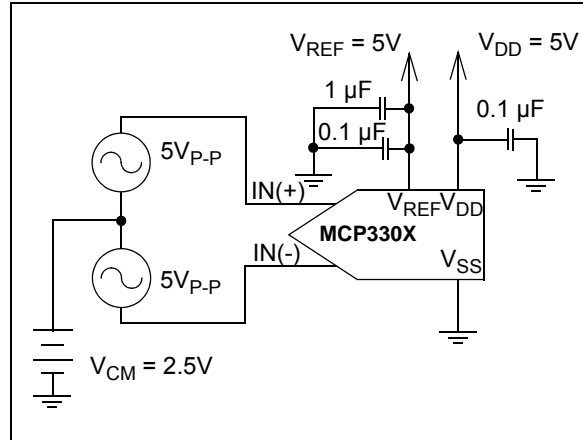 V_REF = 5V
V_DD = 5V
1 µF
0.1 µF
0.1 µF
5V_P-P
IN(+)
V_REF V_DD
MCP330X
V_SS
IN(-)
5V_P-P
V_CM = 2.5V